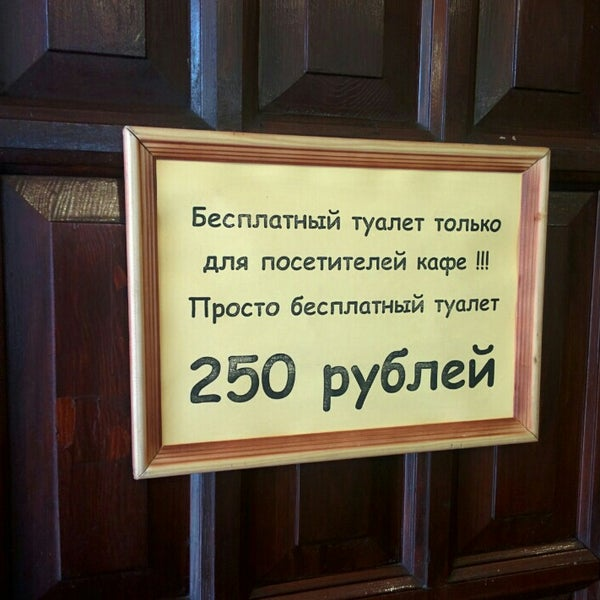 Бесплатный туалет только
для посетителей кафе !!!
Просто бесплатный туалет
250 рублей